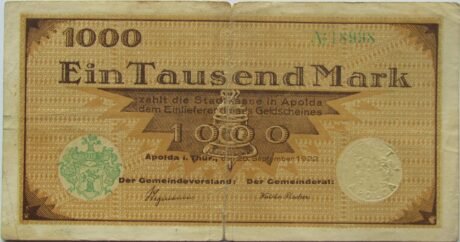 1000
№ 18938
Ein Tausend Mark
zahlt die Stadtkasse in Apolda
dem Einlieferer dieses Geldscheines
1000
Apolda i. Thür., den 20. September 1922
Der Gemeindevorstand: Der Gemeinderat: